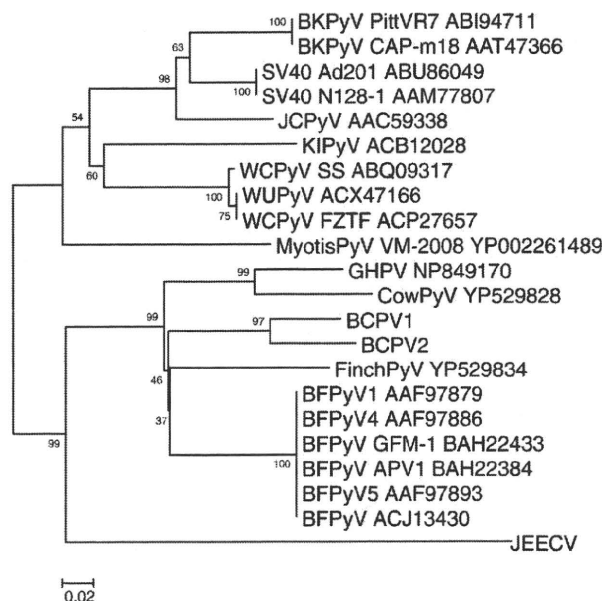 100
BKPyV PittVR7 ABI94711
BKPyV CAP-m18 AAT47366
63
SV40 Ad201 ABU86049
98
100
SV40 N128-1 AAM77807
54
JCPyV AAC59338
KIPyV ACB12028
60
WCPyV SS ABQ09317
100
WUPyV ACX47166
75
WCPyV FZTF ACP27657
MyotisPyV VM-2008 YP002261489
99
GHPV NP849170
CowPyV YP529828
99
97
BCPV1
BCPV2
46
FinchPyV YP529834
BFPyV1 AAF97879
37
BFPyV4 AAF97886
99
BFPyV GFM-1 BAH22433
100
BFPyV APV1 BAH22384
BFPyV5 AAF97893
BFPyV ACJ13430
JEECV
0.02